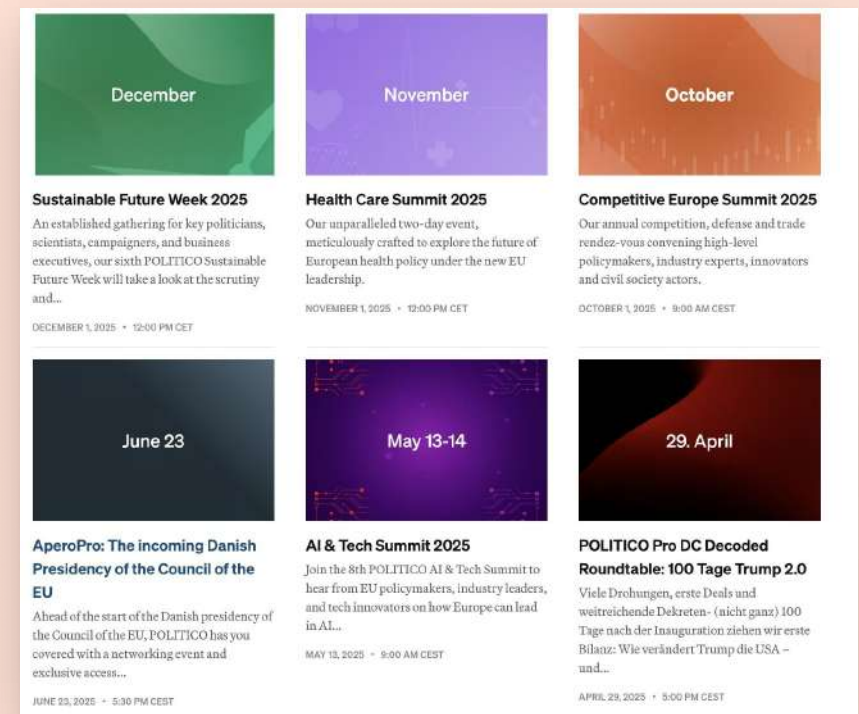 December
Sustainable Future Week 2025
An established gathering for key politicians,
scientists, campaigners, and business
executives, our sixth POLITICO Sustainable
Future Week will take a look at the scrutiny
and...
DECEMBER 1, 2025 • 12:00 PM CET
November
Health Care Summit 2025
Our unparalleled two-day event,
meticulously crafted to explore the future of
European health policy under the new EU
leadership.
NOVEMBER 1, 2025 • 12:00 PM CET
October
Competitive Europe Summit 2025
Our annual competition, defense and trade
rendez-vous convening high-level
policymakers, industry experts, innovators
and civil society actors.
OCTOBER 1, 2025 • 9:00 AM CEST
June 23
AperoPro: The incoming Danish
Presidency of the Council of the
EU
Ahead of the start of the Danish presidency of
the Council of the EU, POLITICO has you
covered with a networking event and
exclusive access...
JUNE 23, 2025 • 5:30 PM CEST
May 13-14
AI & Tech Summit 2025
Join the 8th POLITICO AI & Tech Summit to
hear from EU policymakers, industry leaders,
and tech innovators on how Europe can lead
in AI...
MAY 13, 2025 • 9:00 AM CEST
29. April
POLITICO Pro DC Decoded
Roundtable: 100 Tage Trump 2.0
Viele Drohungen, erste Deals und
weitreichende Dekreten- (nicht ganz) 100
Tage nach der Inauguration ziehen wir erste
Bilanz: Wie verändert Trump die USA –
und...
APRIL 29, 2025 • 5:00 PM CEST